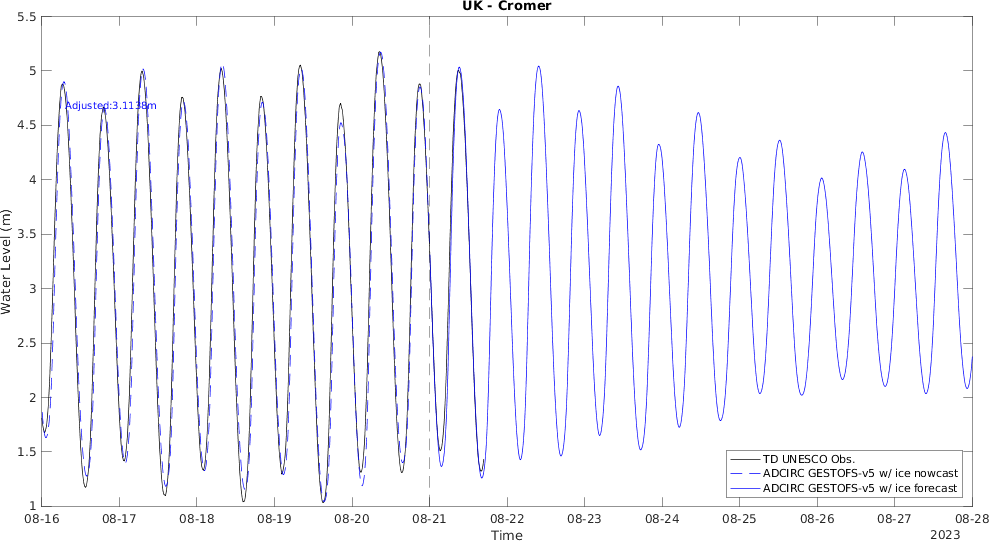 UK - Cromer
5.5
5
4.5
4
3.5
3
2.5
2
1.5
1
Water Level (m)
Adjusted:3.1138m
TD UNESCO Obs.
ADCIRC GESTOFS-v5 w/ ice nowcast
ADCIRC GESTOFS-v5 w/ ice forecast
08-16 08-17 08-18 08-19 08-20 08-21 08-22 08-23 08-24 08-25 08-26 08-27 08-28
Time
2023